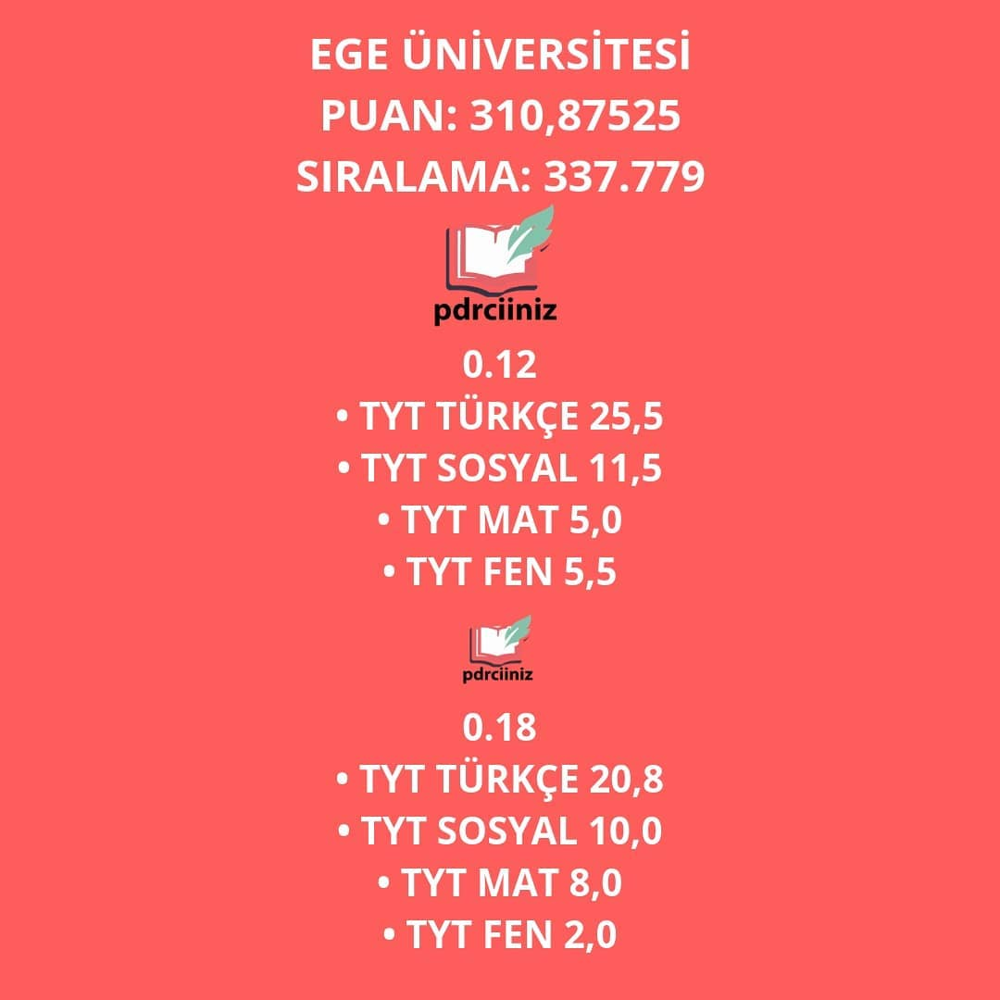 EGE ÜNİVERSİTESİ
PUAN: 310,87525
SIRALAMA: 337.779
pdrciiniz
0.12
• TYT TÜRKÇE 25,5
• TYT SOSYAL 11,5
• TYT MAT 5,0
• TYT FEN 5,5
pdrciiniz
0.18
• TYT TÜRKÇE 20,8
• TYT SOSYAL 10,0
• TYT MAT 8,0
• TYT FEN 2,0